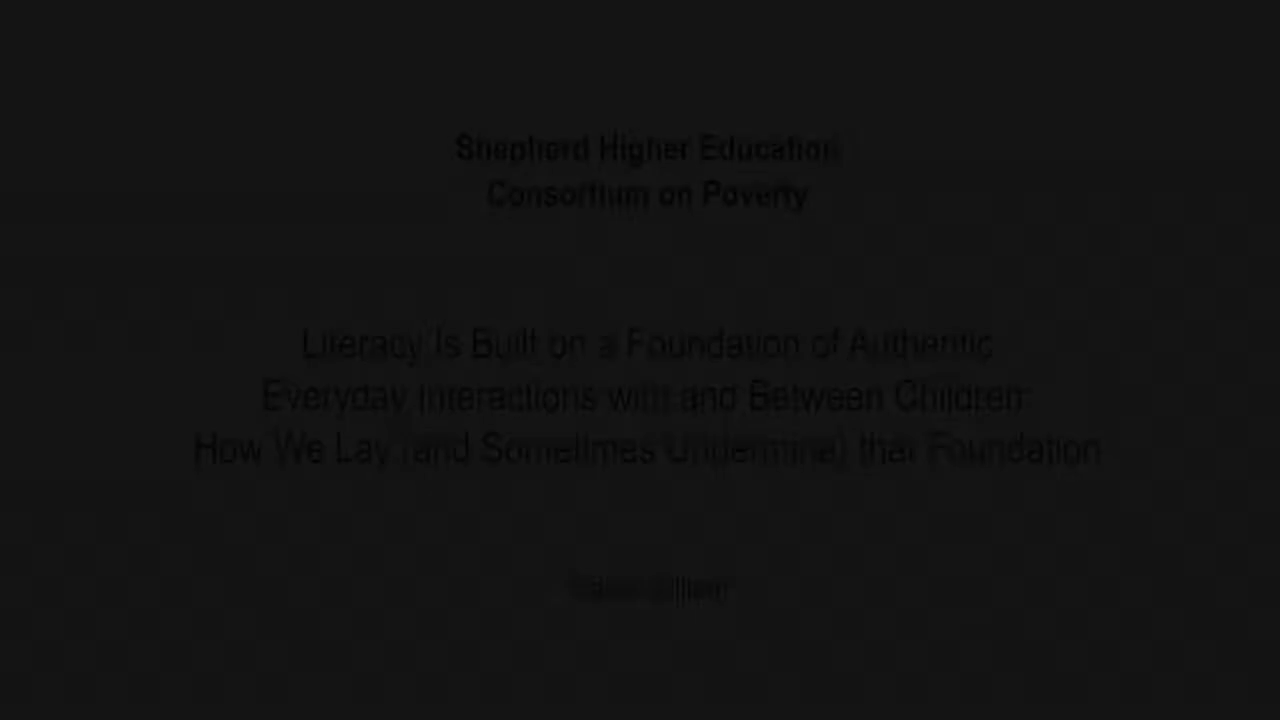 Shepherd Higher Education
Consortium on Poverty
Literacy Is Built on a Foundation of Authentic
Everyday Interactions with and Between Children:
How We Lay (and Sometimes Undermine) that Foundation